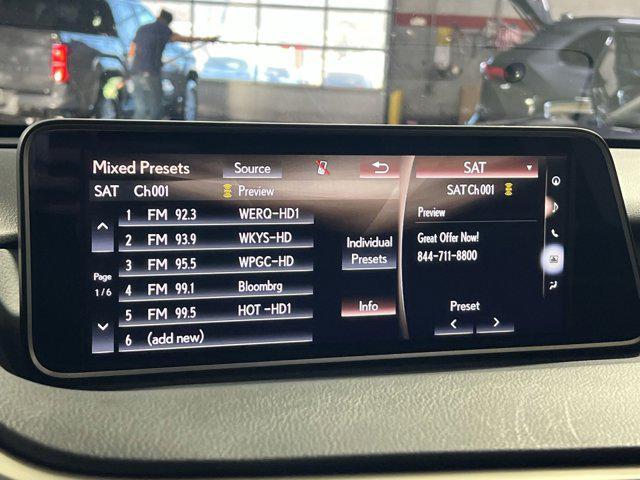 Mixed Presets Source SAT
SAT Ch001 Preview SAT Ch001
1 FM 92.3 WERQ-HD1
2 FM 93.9 WKYS-HD
3 FM 95.5 WPGC-HD
4 FM 99.1 Bloombrg
5 FM 99.5 HOT -HD1
6 (add new)
Page
1/6
Individual
Presets
Info
Preview
Great Offer Now!
844-711-8800
Preset